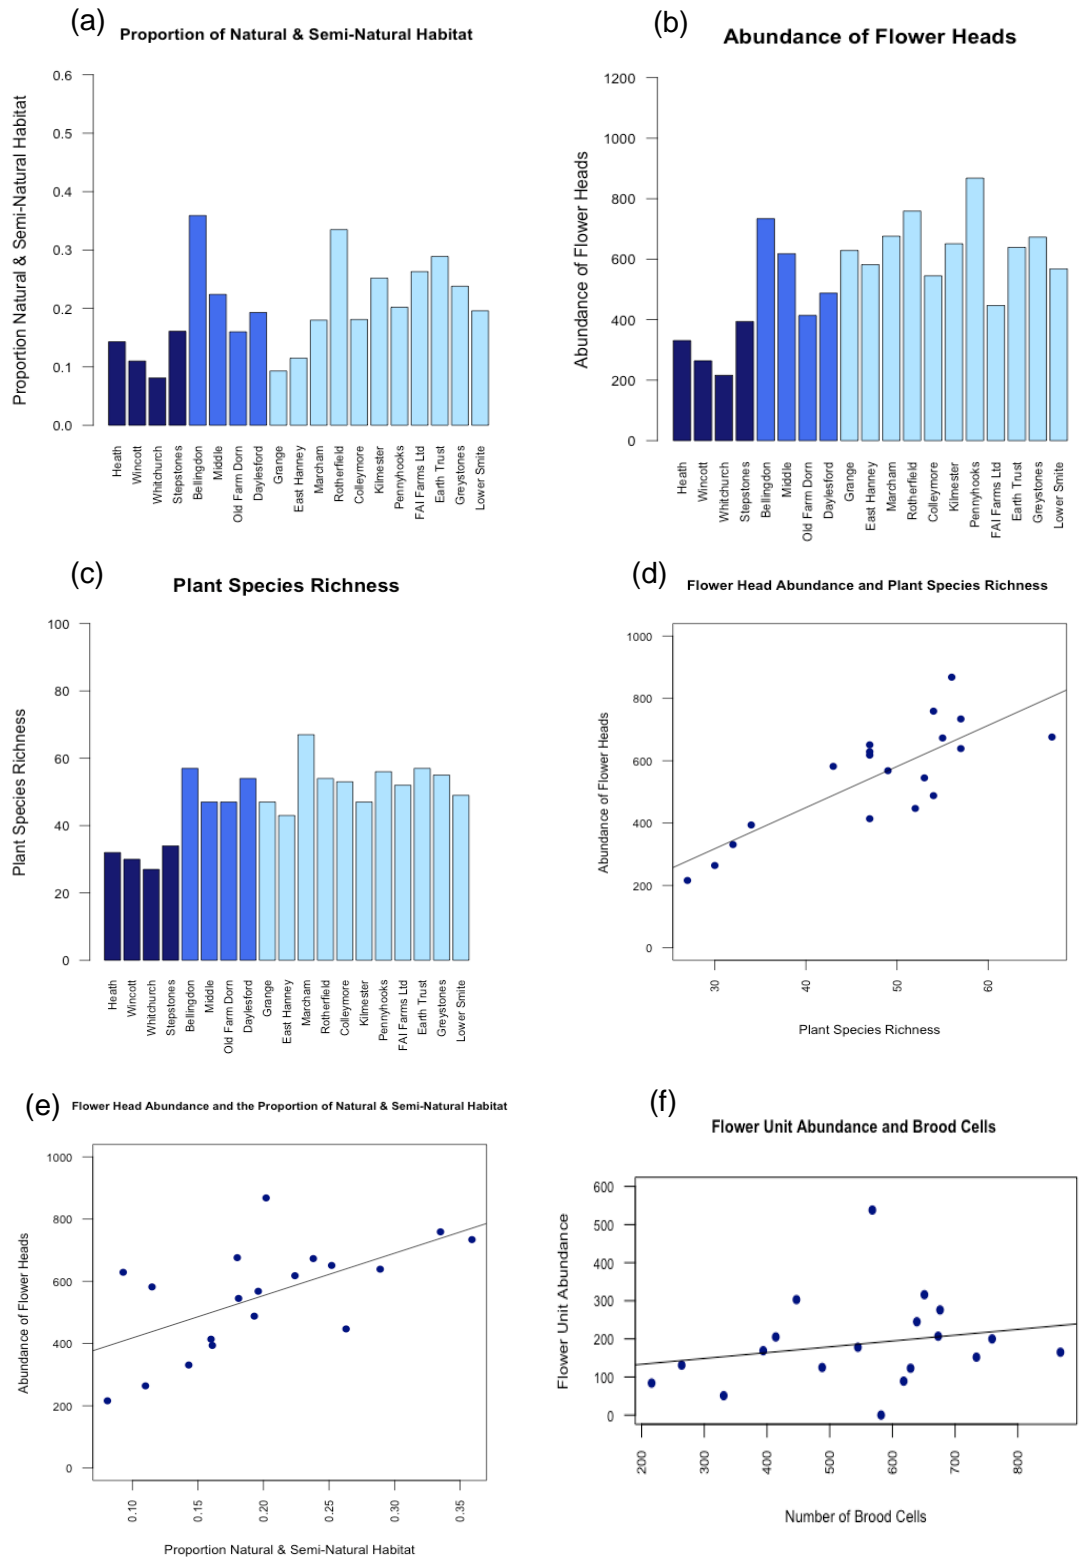 (a)
Proportion of Natural & Semi-Natural Habitat
Proportion Natural & Semi-Natural Habitat
0.6
0.5
0.4
0.3
0.2
0.1
0.0
Heath
Wincott
Whitchurch
Stepstones
Bellingdon
Middle
Old Farm Dorn
Daylesford
Grange
East Hanney
Marcham
Rotherfield
Colleymore
Kilmester
Pennyhooks
FAI Farms Ltd
Earth Trust
Greystones
Lower Smite
(b)
Abundance of Flower Heads
Abundance of Flower Heads
1200
1000
800
600
400
200
0
Heath
Wincott
Whitchurch
Stepstones
Bellingdon
Middle
Old Farm Dorn
Daylesford
Grange
East Hanney
Marcham
Rotherfield
Colleymore
Kilmester
Pennyhooks
FAI Farms Ltd
Earth Trust
Greystones
Lower Smite
(c)
Plant Species Richness
Plant Species Richness
100
80
60
40
20
0
Heath
Wincott
Whitchurch
Stepstones
Bellingdon
Middle
Old Farm Dorn
Daylesford
Grange
East Hanney
Marcham
Rotherfield
Colleymore
Kilmester
Pennyhooks
FAI Farms Ltd
Earth Trust
Greystones
Lower Smite
(d)
Flower Head Abundance and Plant Species Richness
Abundance of Flower Heads
1000
800
600
400
200
0
30
40
50
60
Plant Species Richness
(e)
Flower Head Abundance and the Proportion of Natural & Semi-Natural Habitat
Abundance of Flower Heads
1000
800
600
400
200
0
0.10
0.15
0.20
0.25
0.30
0.35
Proportion Natural & Semi-Natural Habitat
(f)
Flower Unit Abundance and Brood Cells
Flower Unit Abundance
600
500
400
300
200
100
0
200
300
400
500
600
700
800
Number of Brood Cells